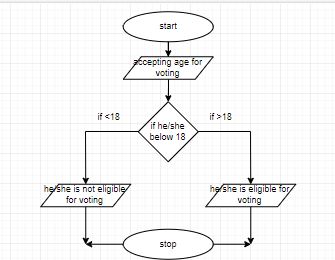 start
accepting age for
voting
if <18
if he/she
below 18
if >18
he/she is not eligible
for voting
he/she is eligible for
voting
stop